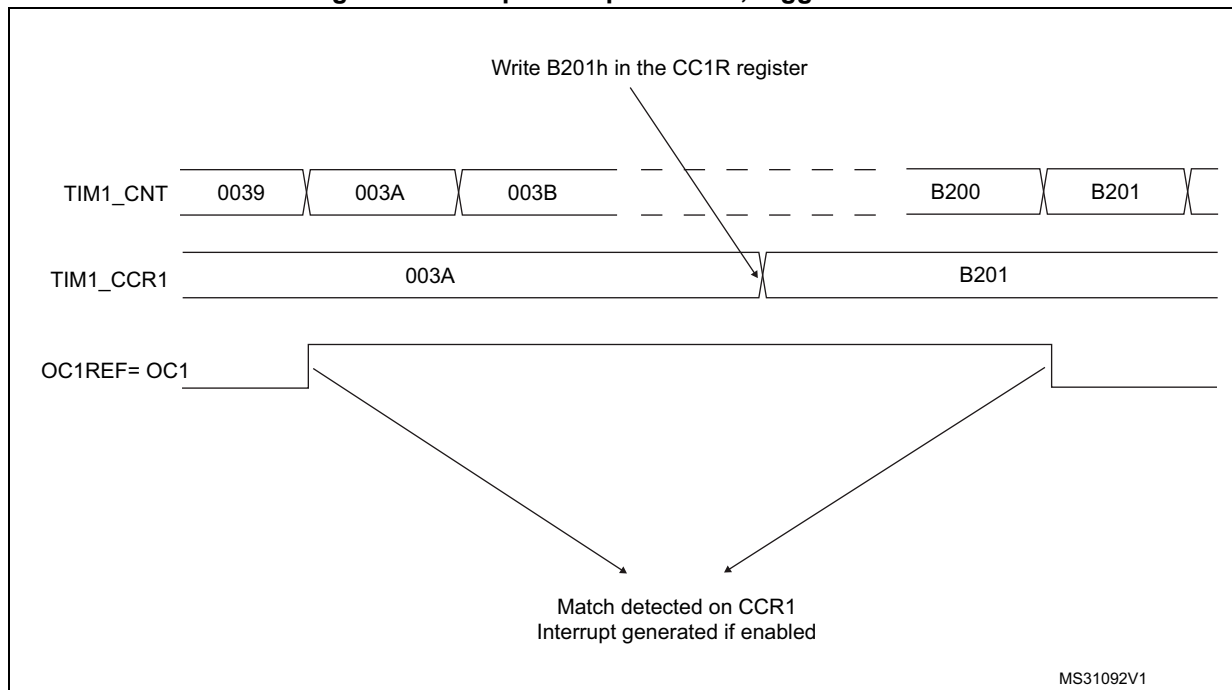 Write B201h in the CC1R register
TIM1_CNT 0039 003A 003B B200 B201
TIM1_CCR1 003A B201
OC1REF= OC1
Match detected on CCR1
Interrupt generated if enabled
MS31092V1